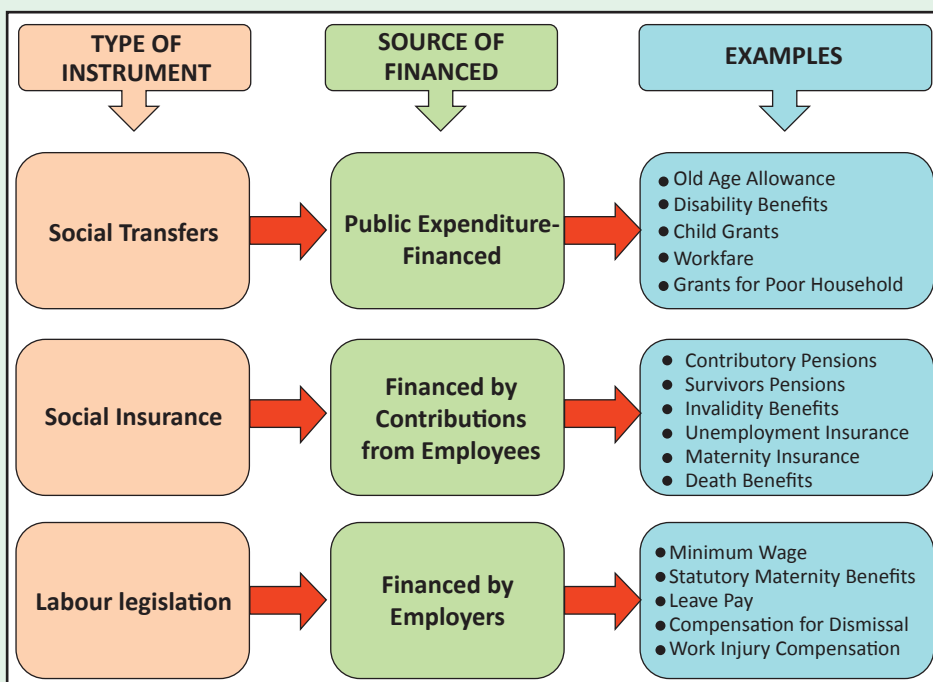 TYPE OF
INSTRUMENT
SOURCE OF
FINANCED
EXAMPLES
Social Transfers
Public Expenditure-
Financed
● Old Age Allowance
● Disability Benefits
● Child Grants
● Workfare
● Grants for Poor Household
Social Insurance
Financed by
Contributions
from Employees
● Contributory Pensions
● Survivors Pensions
● Invalidity Benefits
● Unemployment Insurance
● Maternity Insurance
● Death Benefits
Labour legislation
Financed by
Employers
● Minimum Wage
● Statutory Maternity Benefits
● Leave Pay
● Compensation for Dismissal
● Work Injury Compensation